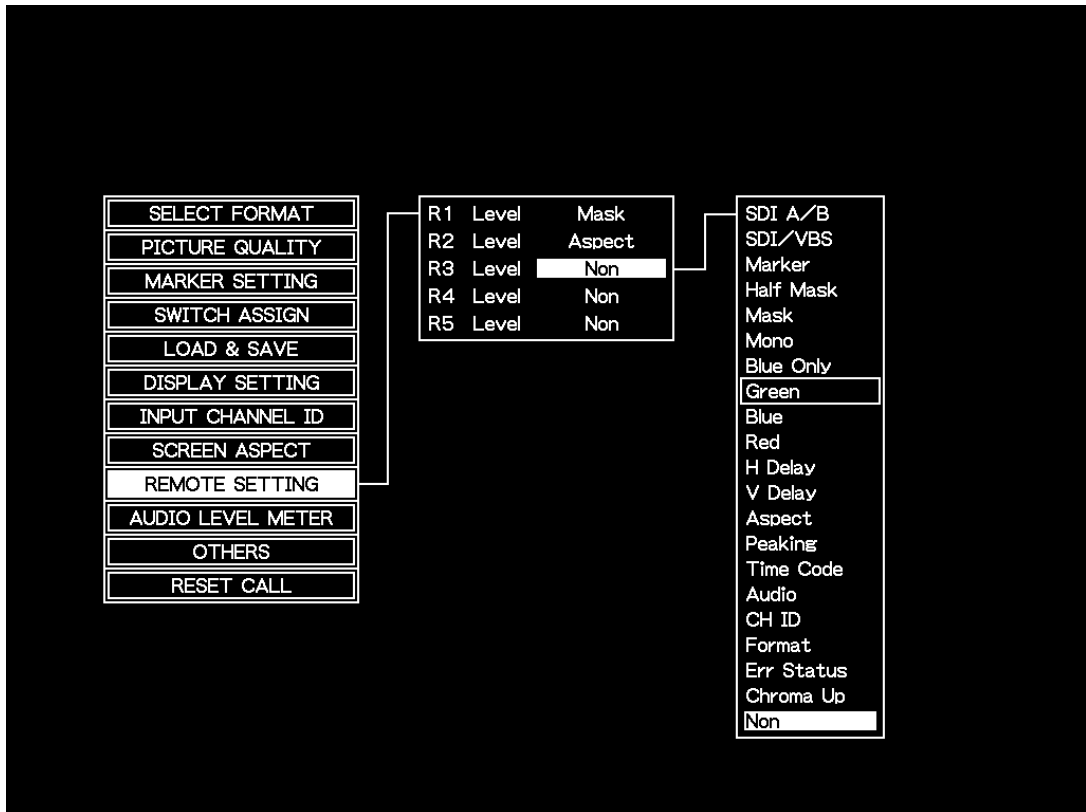 SELECT FORMAT
PICTURE QUALITY
MARKER SETTING
SWITCH ASSIGN
LOAD & SAVE
DISPLAY SETTING
INPUT CHANNEL ID
SCREEN ASPECT
REMOTE SETTING
AUDIO LEVEL METER
OTHERS
RESET CALL
R1 Level Mask
R2 Level Aspect
R3 Level Non
R4 Level Non
R5 Level Non
SDI A/B
SDI/VBS
Marker
Half Mask
Mask
Mono
Blue Only
Green
Blue
Red
H Delay
V Delay
Aspect
Peaking
Time Code
Audio
CH ID
Format
Err Status
Chroma Up
Non